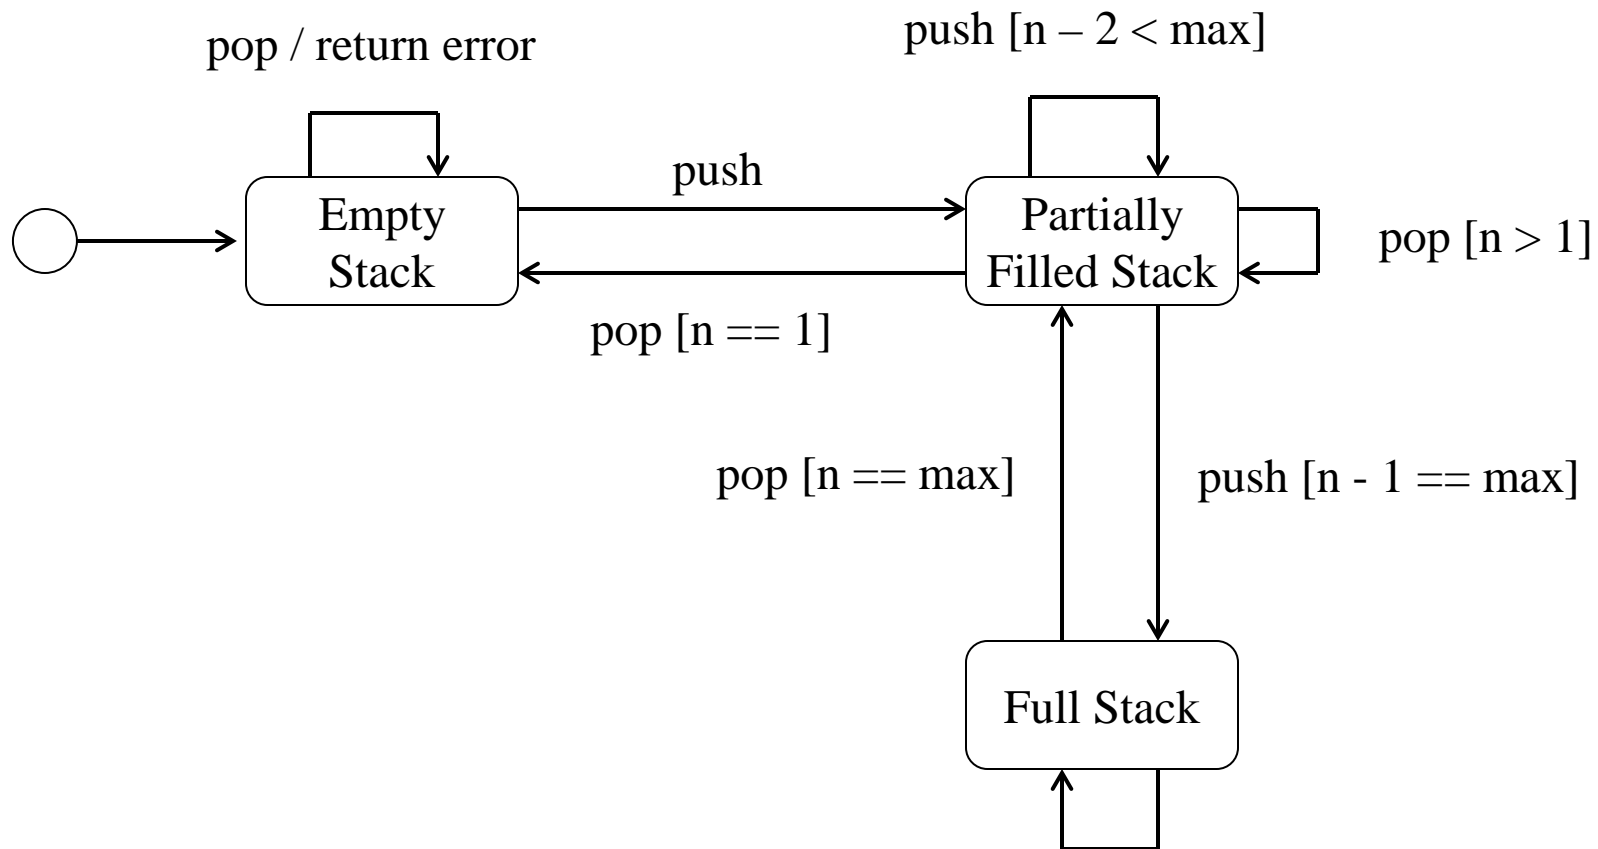 pop / return error
push [n – 2 < max]
push
Empty
Stack
Partially
Filled Stack
pop [n > 1]
pop [n == 1]
pop [n == max]
push [n - 1 == max]
Full Stack